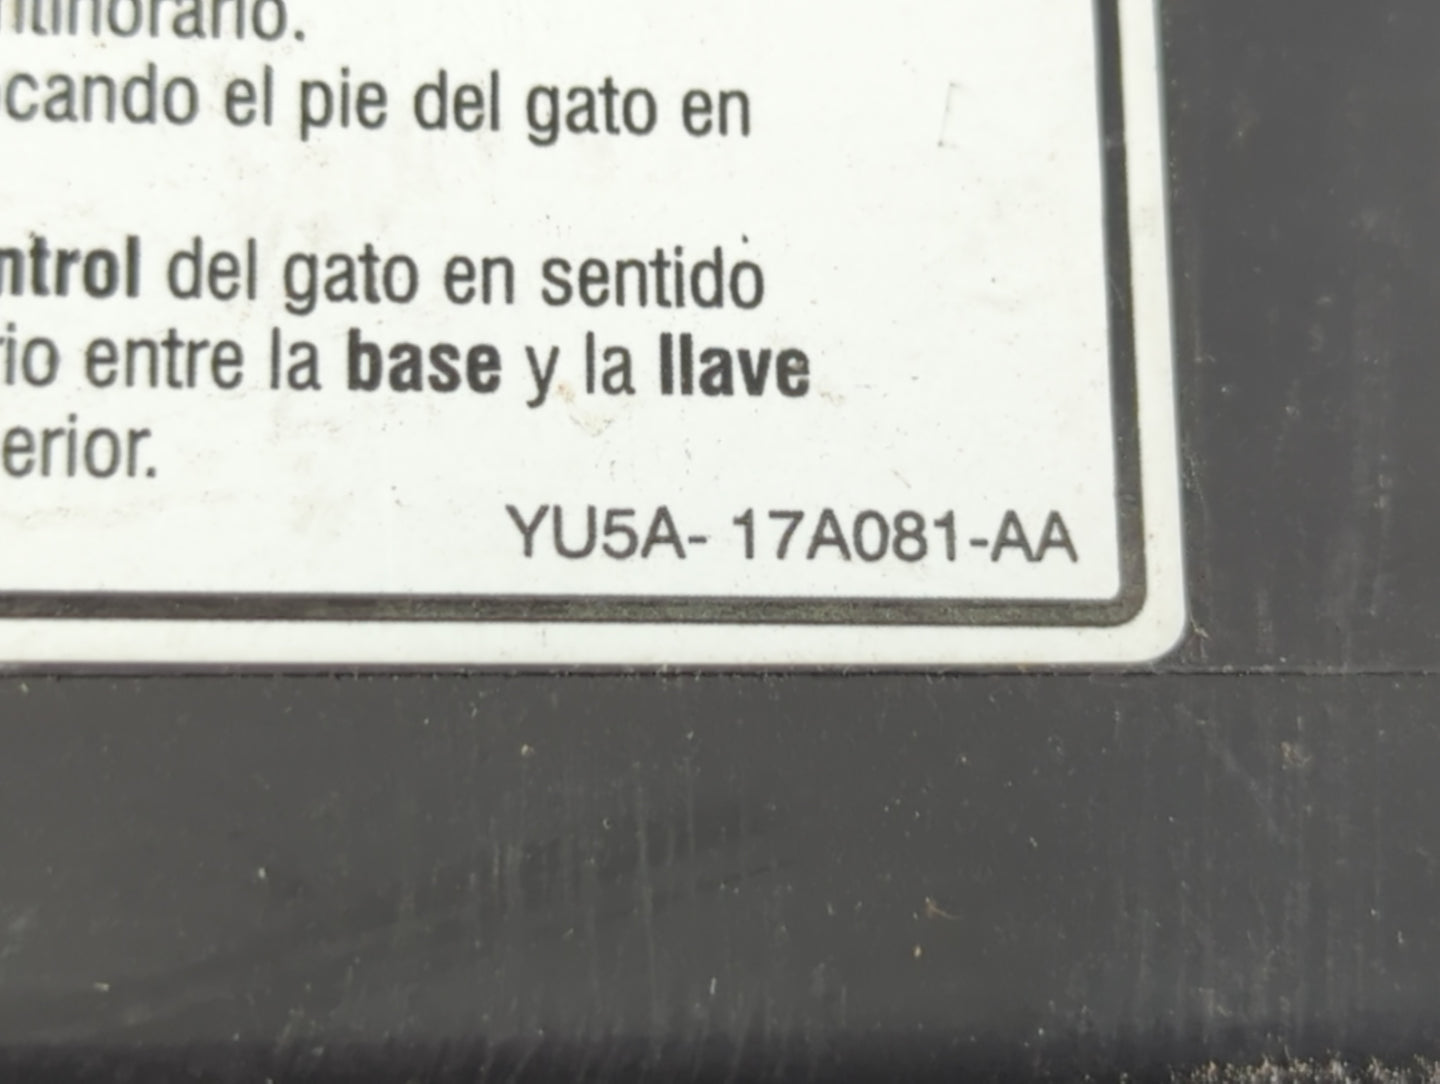 ntihorario.
cando el pie del gato en
ntrol del gato en sentido
rio entre la base y la llave
erior.
YU5A- 17A081-AA